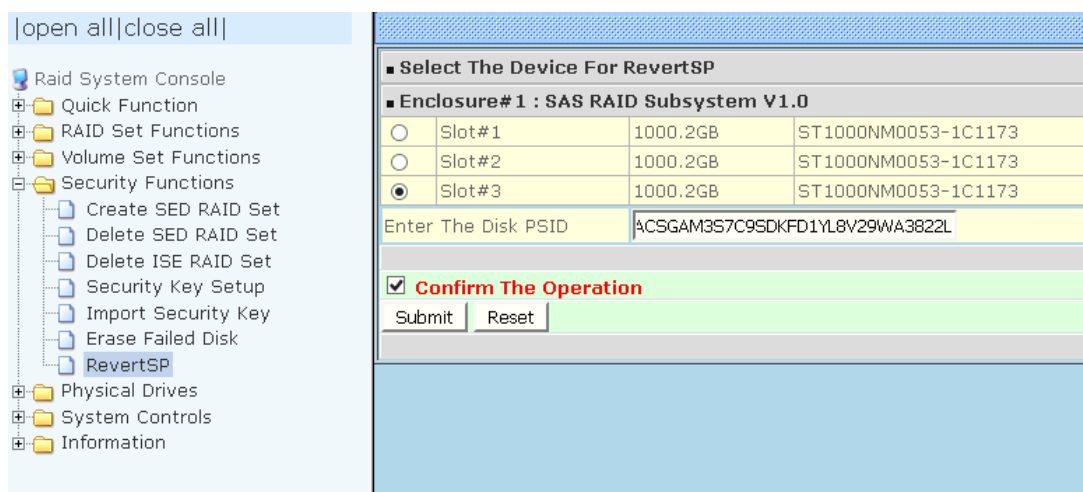 |open all|close all|
Raid System Console
Quick Function
RAID Set Functions
Volume Set Functions
Security Functions
Create SED RAID Set
Delete SED RAID Set
Delete ISE RAID Set
Security Key Setup
Import Security Key
Erase Failed Disk
RevertSP
Physical Drives
System Controls
Information
Select The Device For RevertSP
Enclosure#1 : SAS RAID Subsystem V1.0
Slot#1 1000.2GB ST1000NM0053-1C1173
Slot#2 1000.2GB ST1000NM0053-1C1173
Slot#3 1000.2GB ST1000NM0053-1C1173
Enter The Disk PSID ACSGAM3S7C9SDKFD1YL8V29WA3822L
Confirm The Operation
Submit Reset